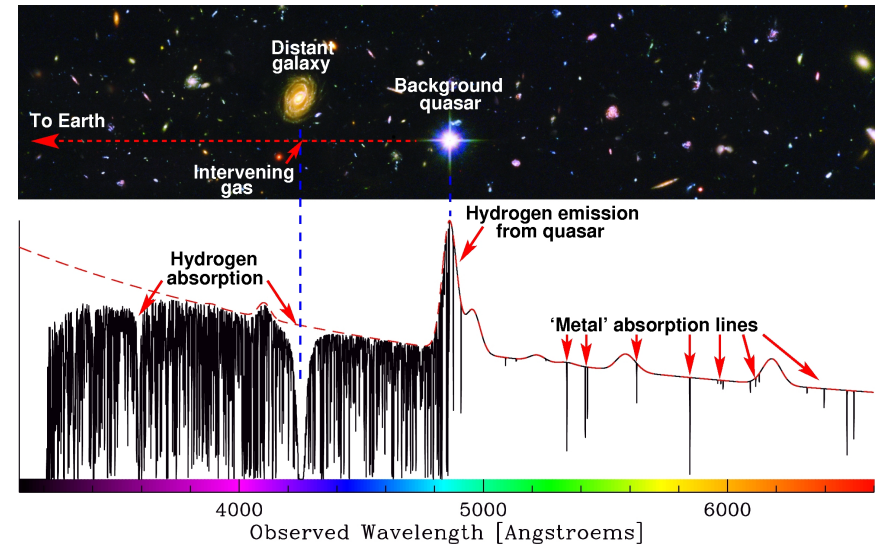 Distant
galaxy
Background
quasar
To Earth
Intervening
gas
Hydrogen emission
from quasar
Hydrogen
absorption
‘Metal’ absorption lines
4000
5000
6000
Observed Wavelength [Angstroems]